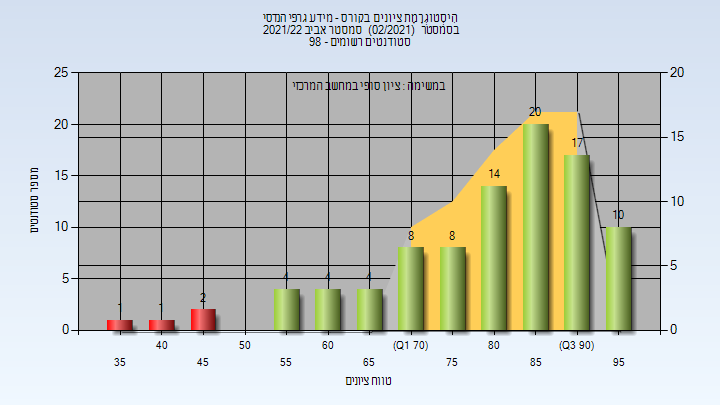 היסטוגרמת ציונים בקורס - מידע גרפי הנדסי
בסמסטר (02/2021) סמסטר אביב 2021/22
סטודנטים רשומים - 98
במשימה : ציון סופי במחשב המרכזי
25 20 15 10 5 0
מספר סטודנטים
20 15 10 5 0
1 1 2 4 4 4 8 8 14 20 17 10
40 50 60 (Q1 70) 80 (Q3 90)
35 45 55 65 75 85 95
טווח ציונים